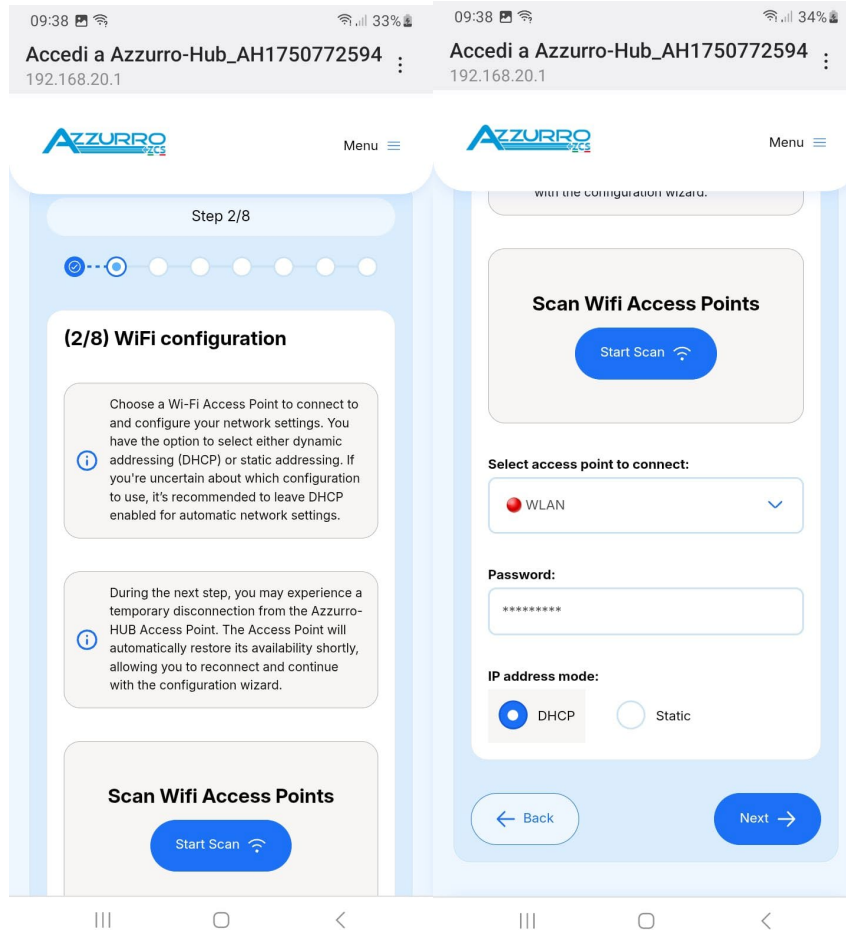 09:38
33%
Accedi a Azzurro-Hub_AH1750772594
192.168.20.1
AZZURRO
ZCS
Menu
Step 2/8
(2/8) WiFi configuration
Choose a Wi-Fi Access Point to connect to
and configure your network settings. You
have the option to select either dynamic
addressing (DHCP) or static addressing. If
you're uncertain about which configuration
to use, it's recommended to leave DHCP
enabled for automatic network settings.
During the next step, you may experience a
temporary disconnection from the Azzurro-
HUB Access Point. The Access Point will
automatically restore its availability shortly,
allowing you to reconnect and continue
with the configuration wizard.
Scan Wifi Access Points
Start Scan
09:38
34%
Accedi a Azzurro-Hub_AH1750772594
192.168.20.1
AZZURRO
ZCS
Menu
with the configuration wizard.
Scan Wifi Access Points
Start Scan
Select access point to connect:
WLAN
Password:
*********
IP address mode:
DHCP
Static
Back
Next